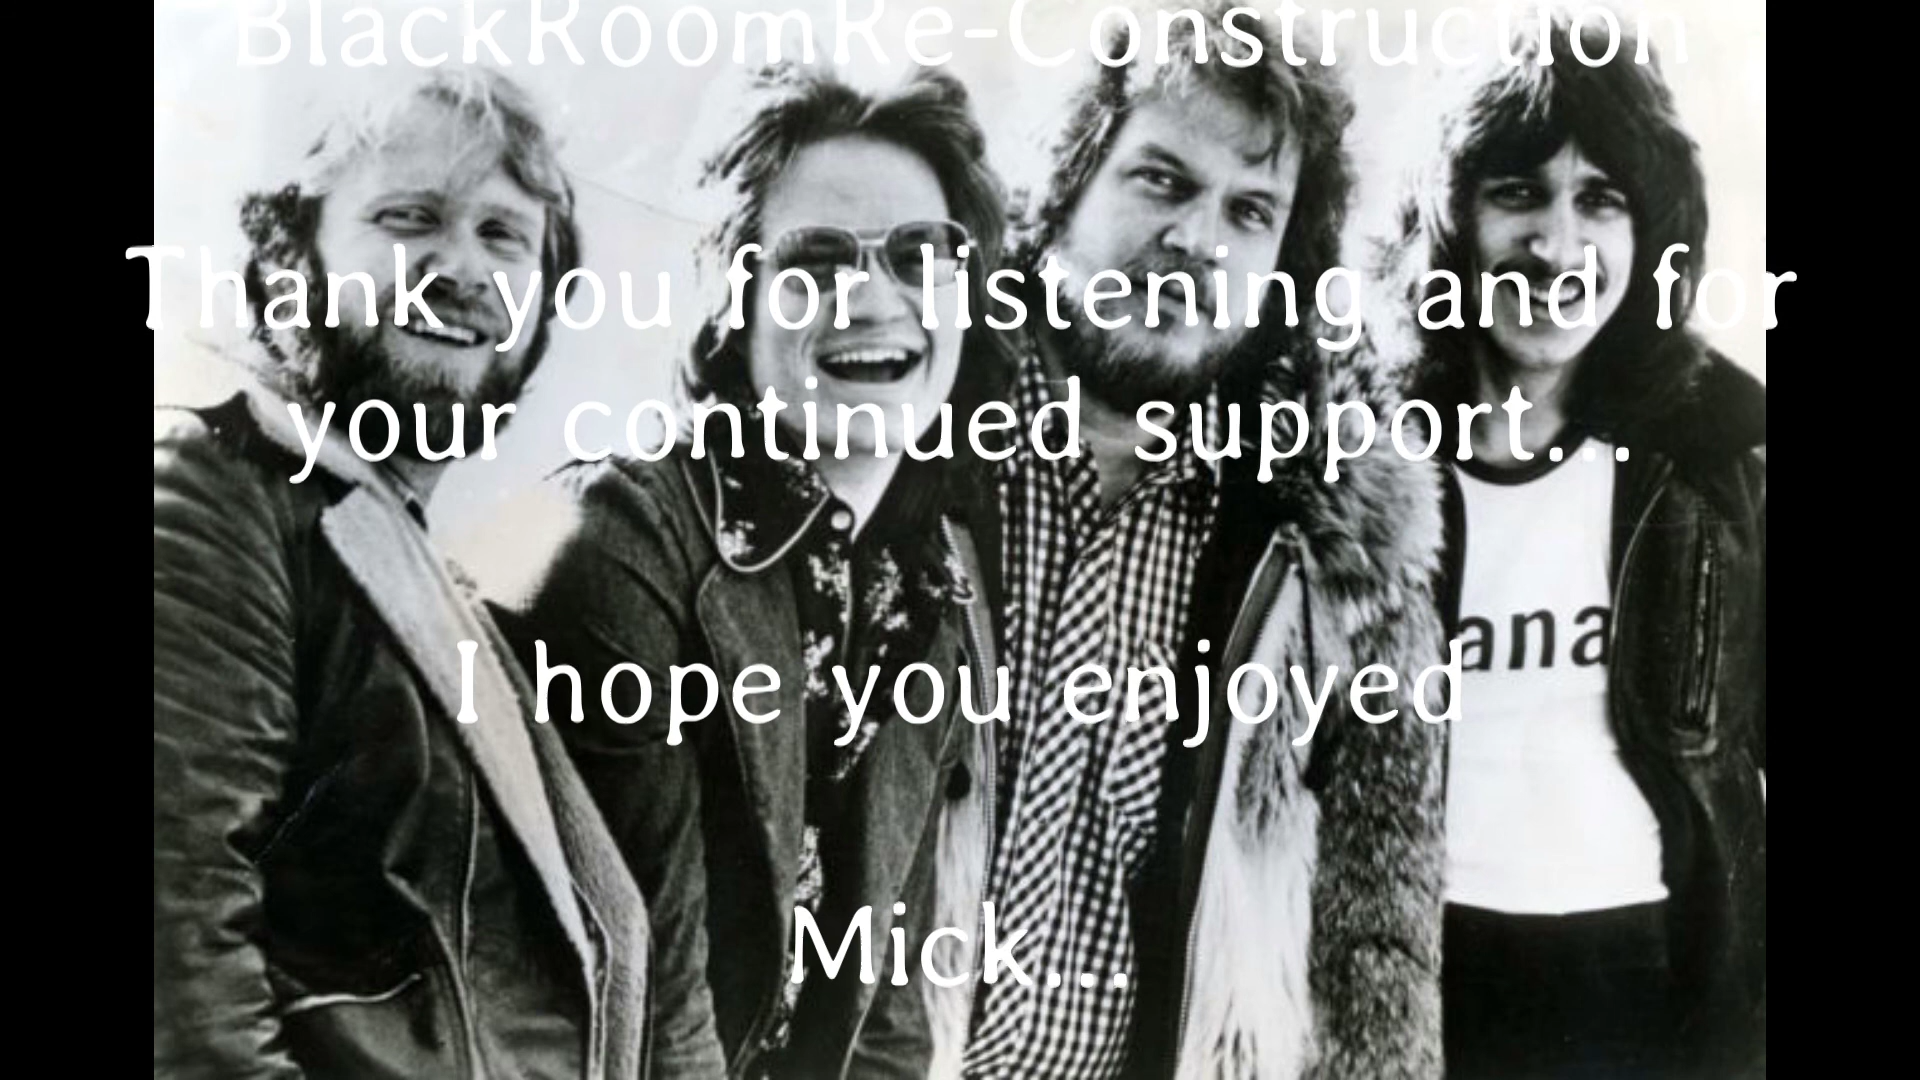 BlackRoomRe-Construction
Thank you for listening and for
your continued support...
I hope you enjoyed
ana
Mick...